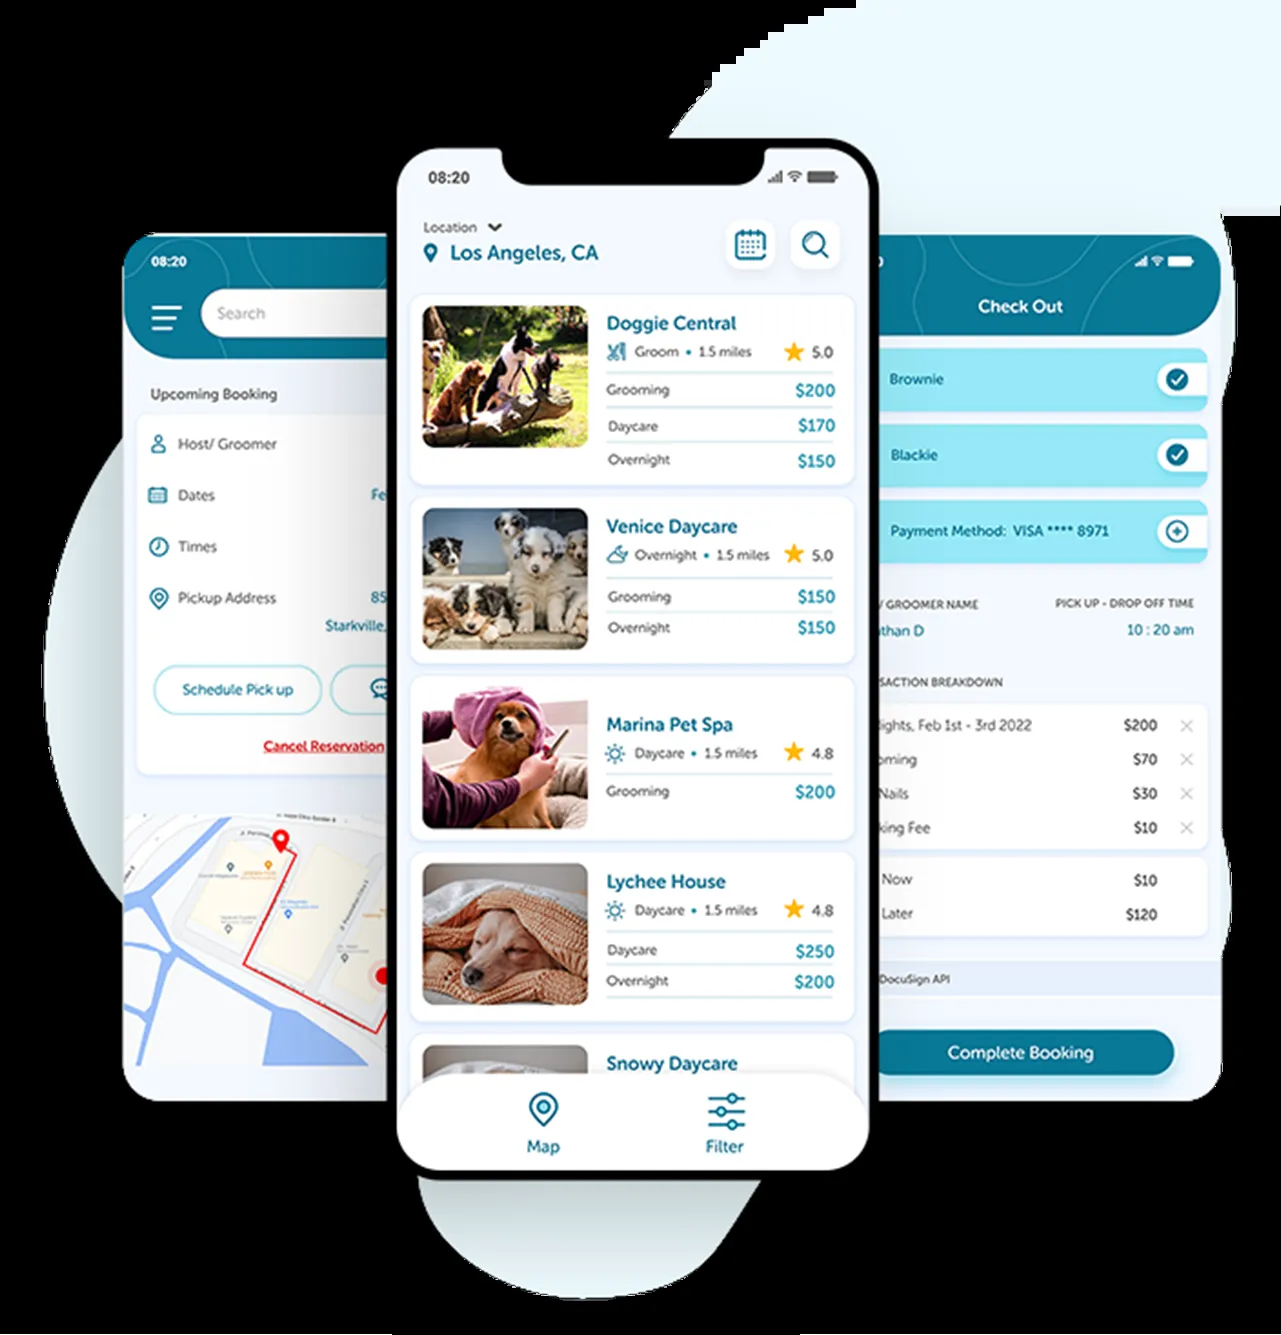 08:20
Search
Upcoming Booking
Host/ Groomer
Dates
Fe
Times
Pickup Address
85
Starkville,
Schedule Pick up
Cancel Reservation
08:20
Location
Los Angeles, CA
Doggie Central
Groom • 1.5 miles
5.0
Grooming $200
Daycare $170
Overnight $150
Venice Daycare
Overnight • 1.5 miles
5.0
Grooming $150
Overnight $150
Marina Pet Spa
Daycare • 1.5 miles
4.8
Grooming $200
Lychee House
Daycare • 1.5 miles
4.8
Daycare $250
Overnight $200
Snowy Daycare
Map
Filter
Check Out
Brownie
Blackie
Payment Method: VISA **** 8971
/ GROOMER NAME
PICK UP - DROP OFF TIME
than D
10 : 20 am
SACTION BREAKDOWN
ights, Feb 1st - 3rd 2022 $200
oming $70
Nails $30
king Fee $10
Now $10
Later $120
DocuSign API
Complete Booking